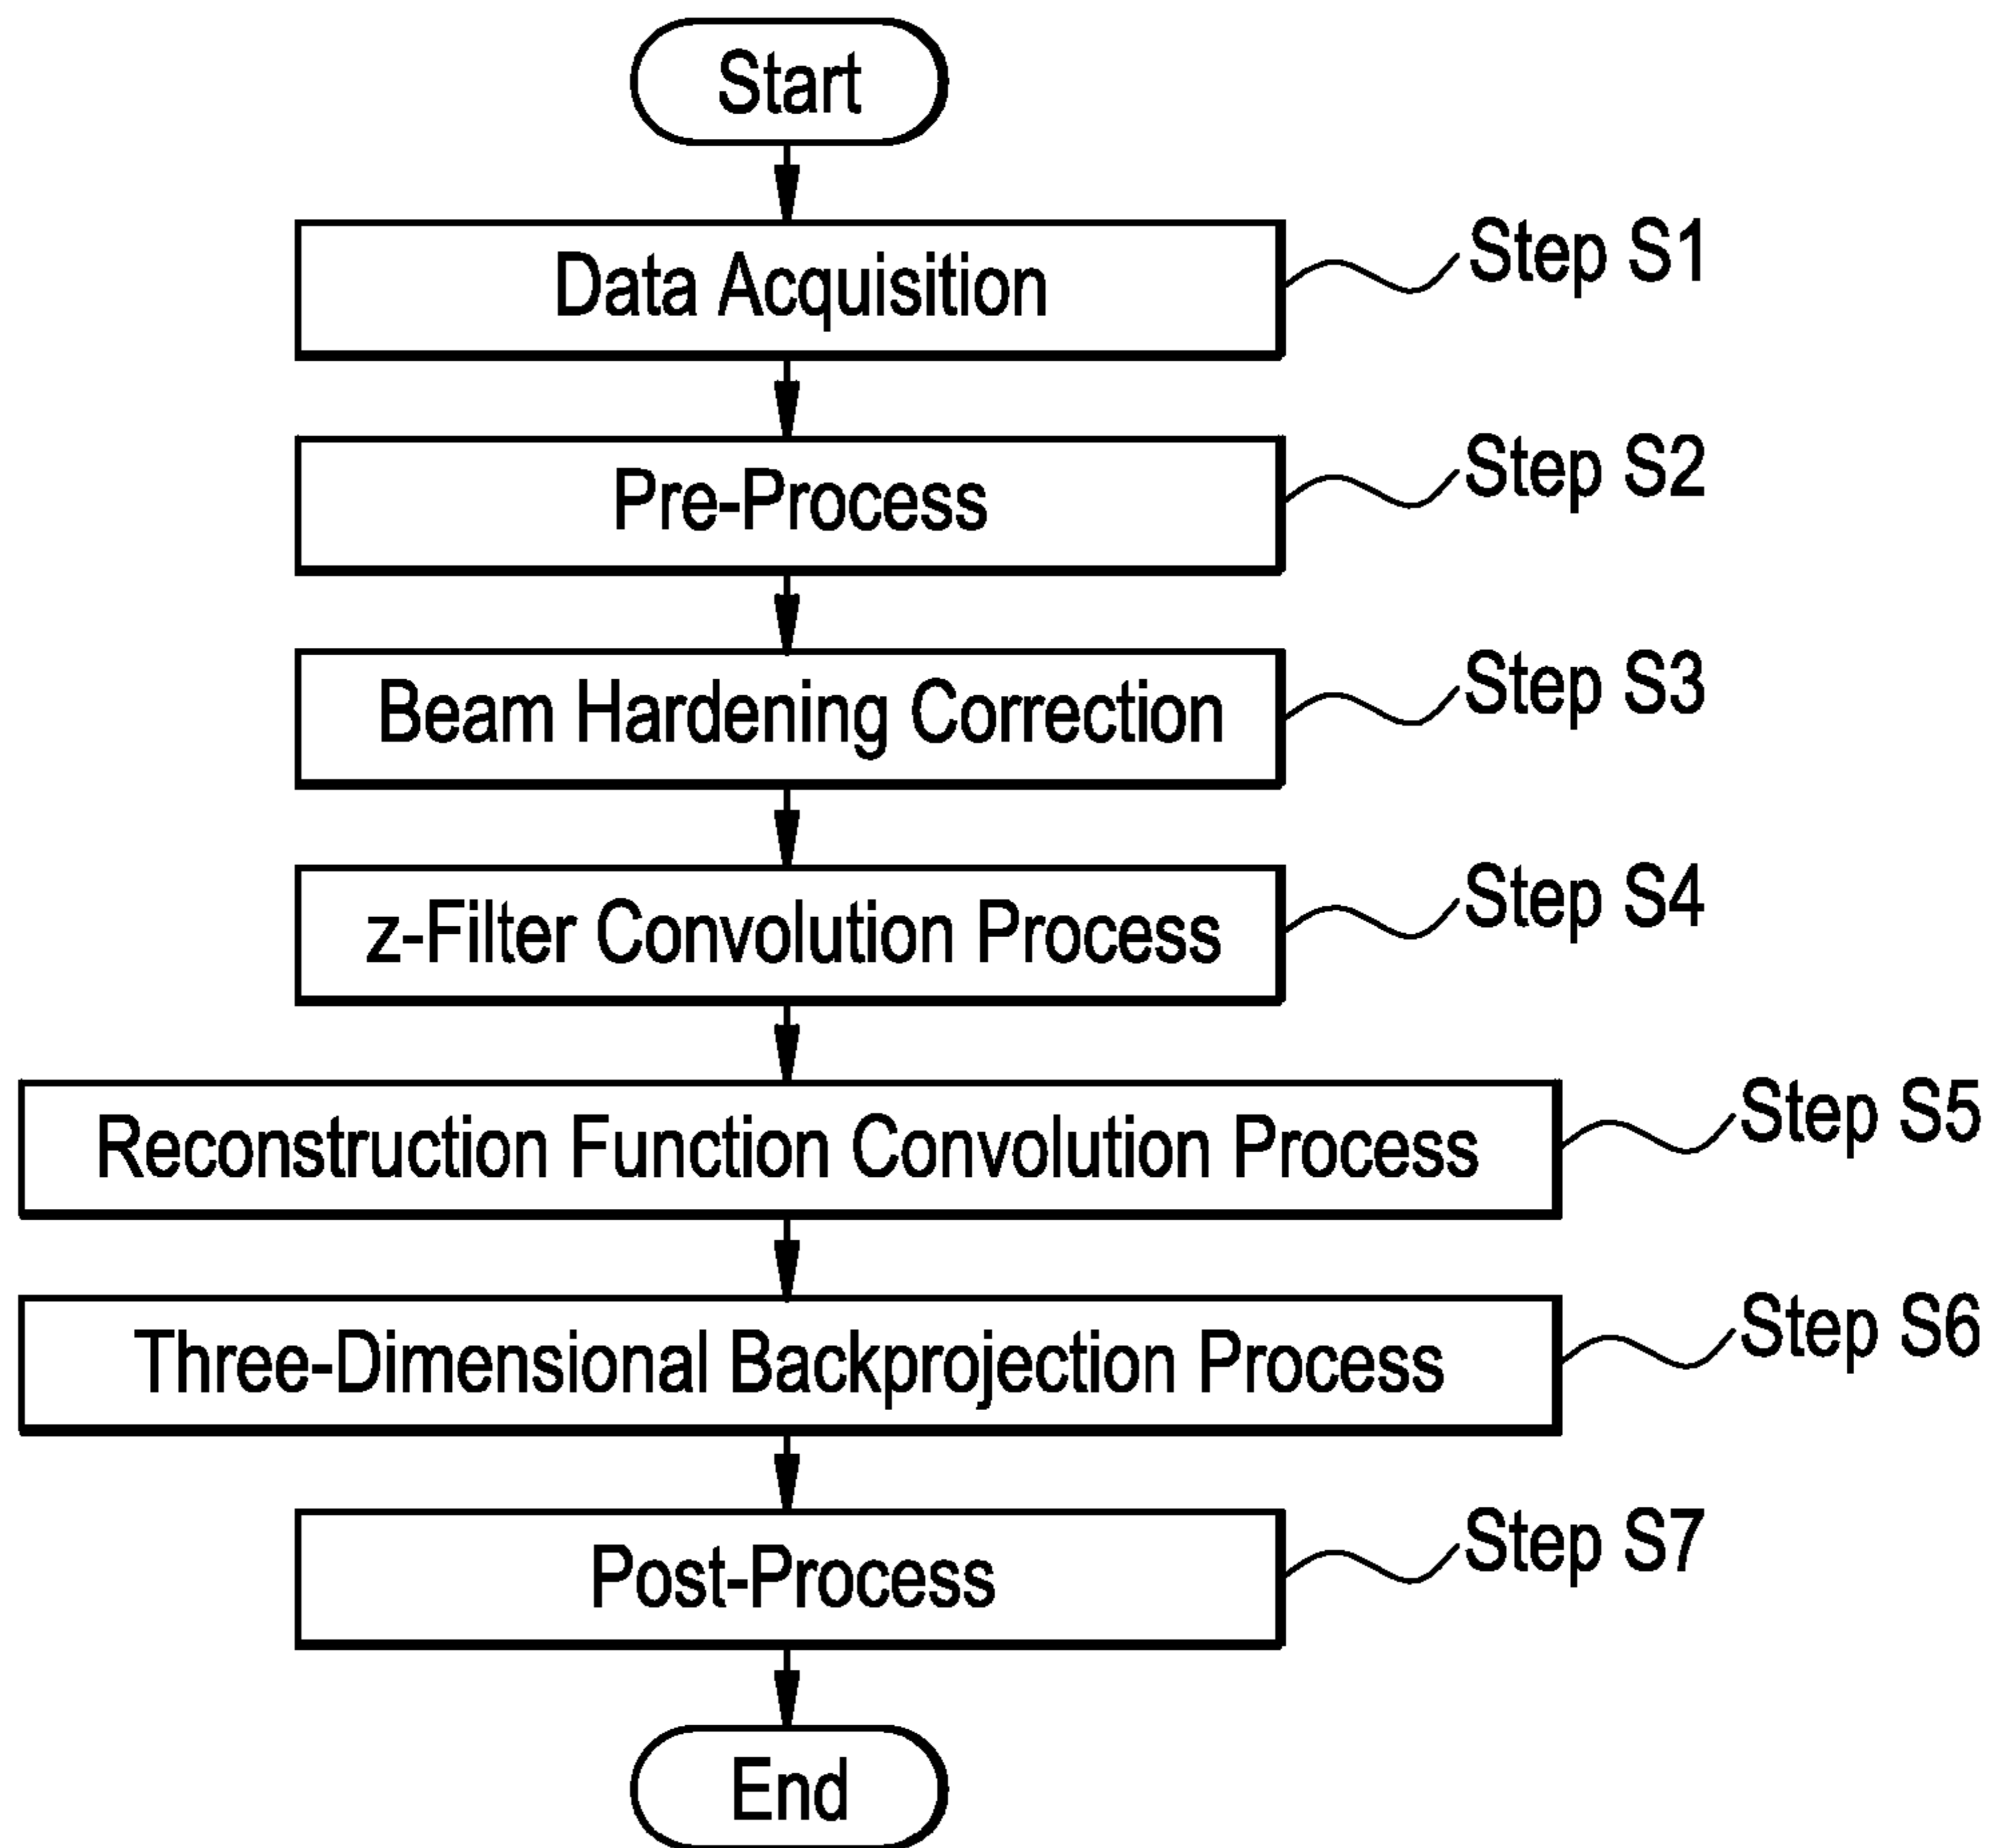 Start
Data Acquisition
Step S1
Pre-Process
Step S2
Beam Hardening Correction
Step S3
z-Filter Convolution Process
Step S4
Reconstruction Function Convolution Process
Step S5
Three-Dimensional Backprojection Process
Step S6
Post-Process
Step S7
End